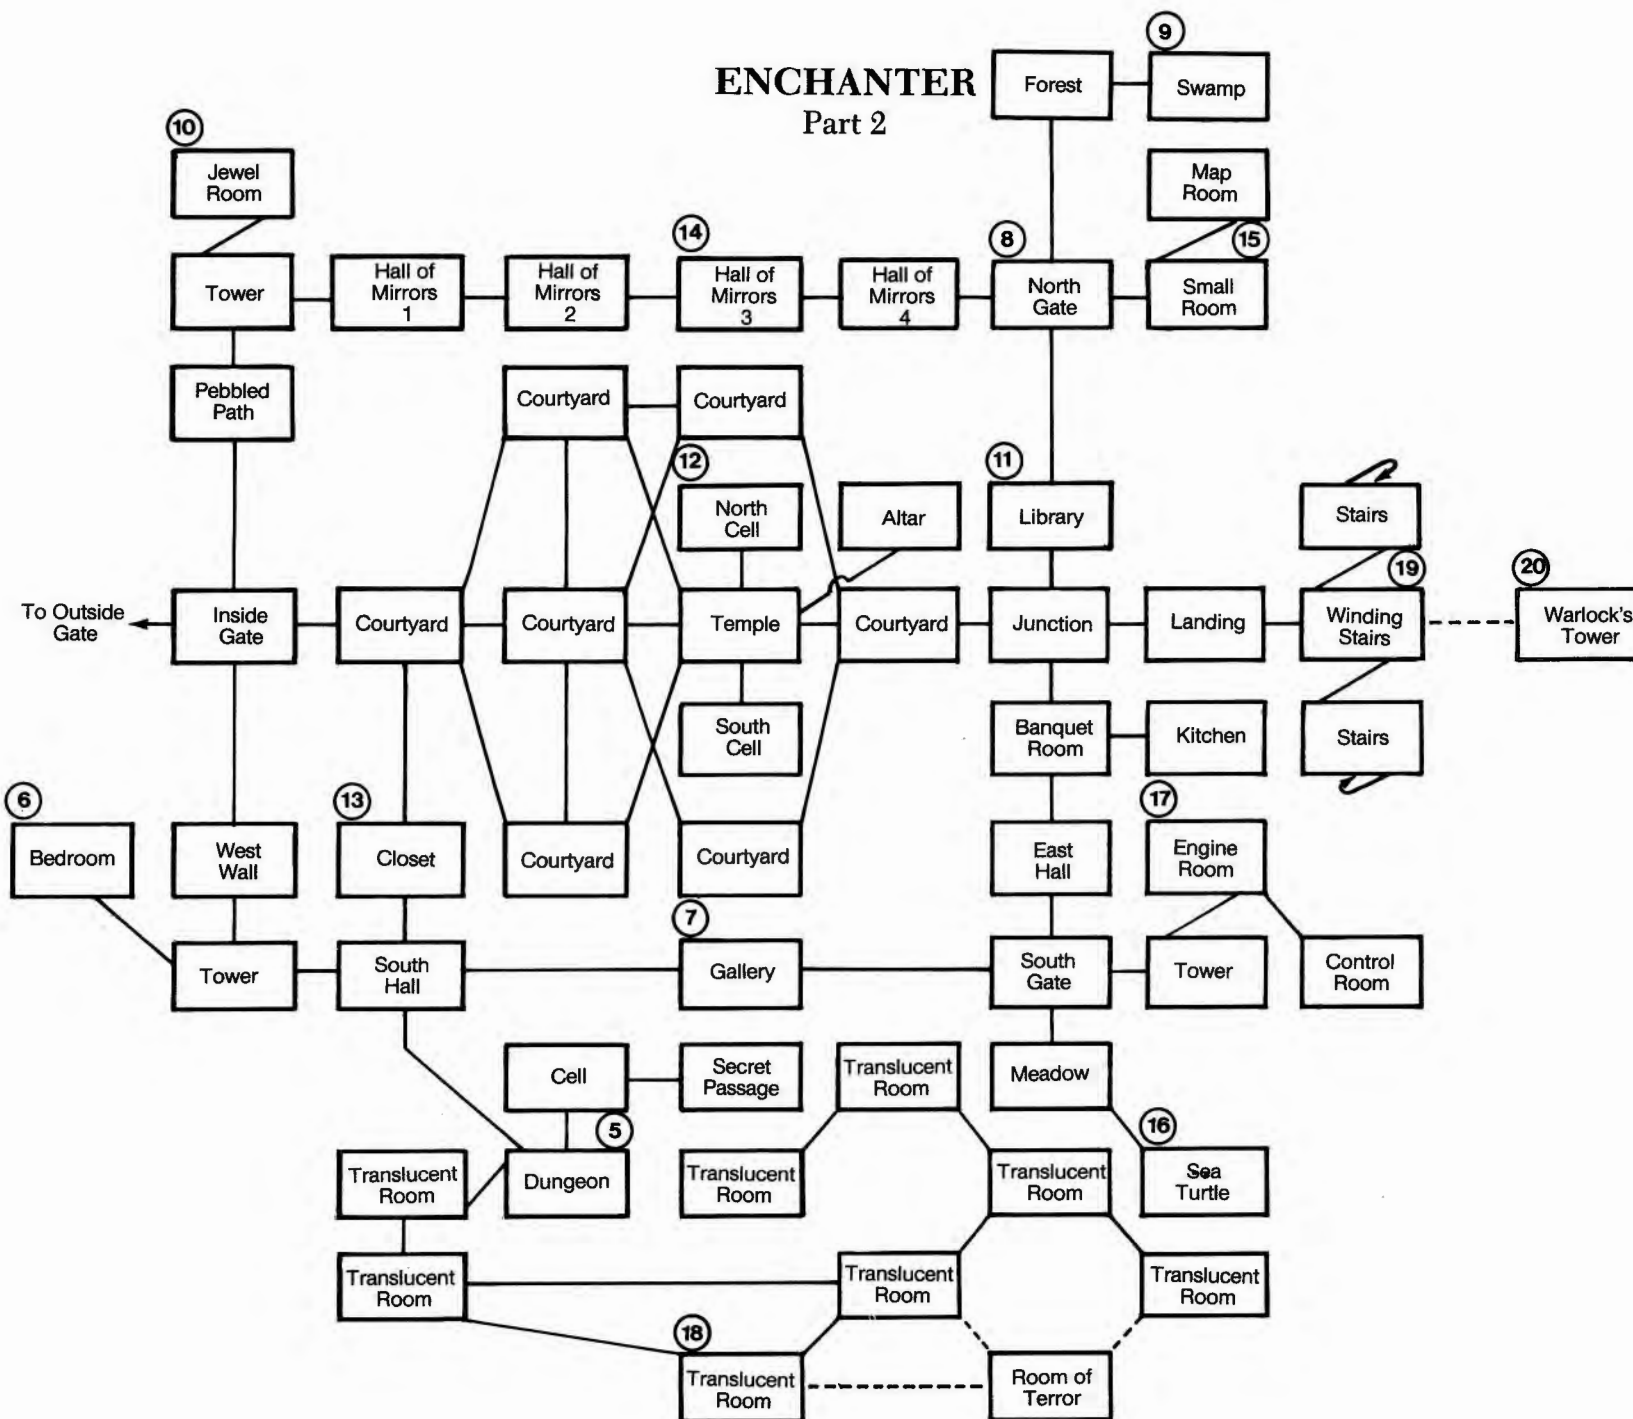 ENCHANTER
Part 2
9
Forest
Swamp
10
Jewel
Room
Map
Room
14
8
15
Tower
Hall of
Mirrors
1
Hall of
Mirrors
2
Hall of
Mirrors
3
Hall of
Mirrors
4
North
Gate
Small
Room
Pebbled
Path
Courtyard
Courtyard
12
11
North
Cell
Altar
Library
Stairs
19
20
To Outside
Gate
Inside
Gate
Courtyard
Courtyard
Temple
Courtyard
Junction
Landing
Winding
Stairs
Warlock's
Tower
South
Cell
Banquet
Room
Kitchen
Stairs
6
13
17
Bedroom
West
Wall
Closet
Courtyard
Courtyard
East
Hall
Engine
Room
7
Tower
South
Hall
Gallery
South
Gate
Tower
Control
Room
Cell
Secret
Passage
Translucent
Room
Meadow
5
16
Translucent
Room
Dungeon
Translucent
Room
Translucent
Room
Sea
Turtle
Translucent
Room
Translucent
Room
Translucent
Room
18
Translucent
Room
Room of
Terror